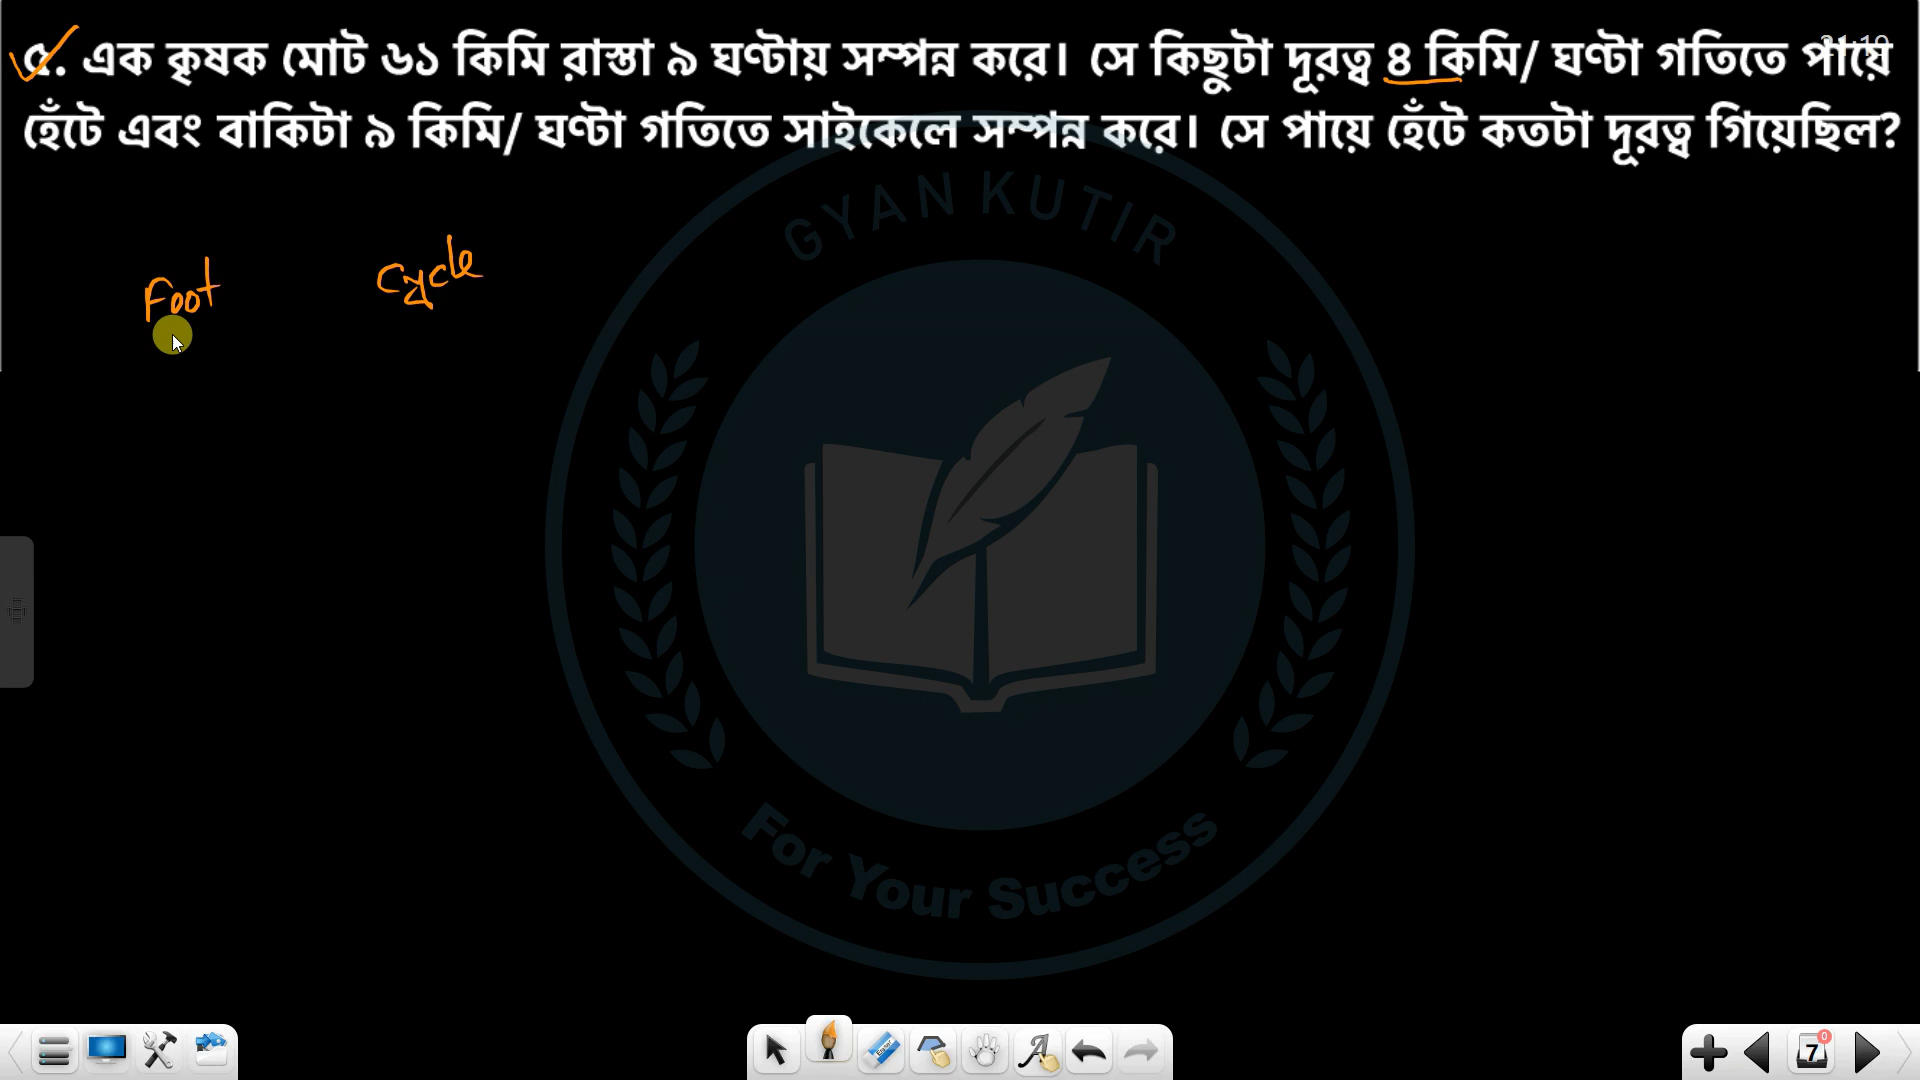 ৫. এক কৃষক মোট ৬১ কিমি রাস্তা ৯ ঘণ্টায় সম্পন্ন করে। সে কিছুটা দূরত্ব ৪ কিমি/ ঘণ্টা গতিতে পায়ে
হেঁটে এবং বাকিটা ৯ কিমি/ ঘণ্টা গতিতে সাইকেলে সম্পন্ন করে। সে পায়ে হেঁটে কতটা দূরত্ব গিয়েছিল?
GYAN KUTIR
Foot Cycle
For Your Success
7
0